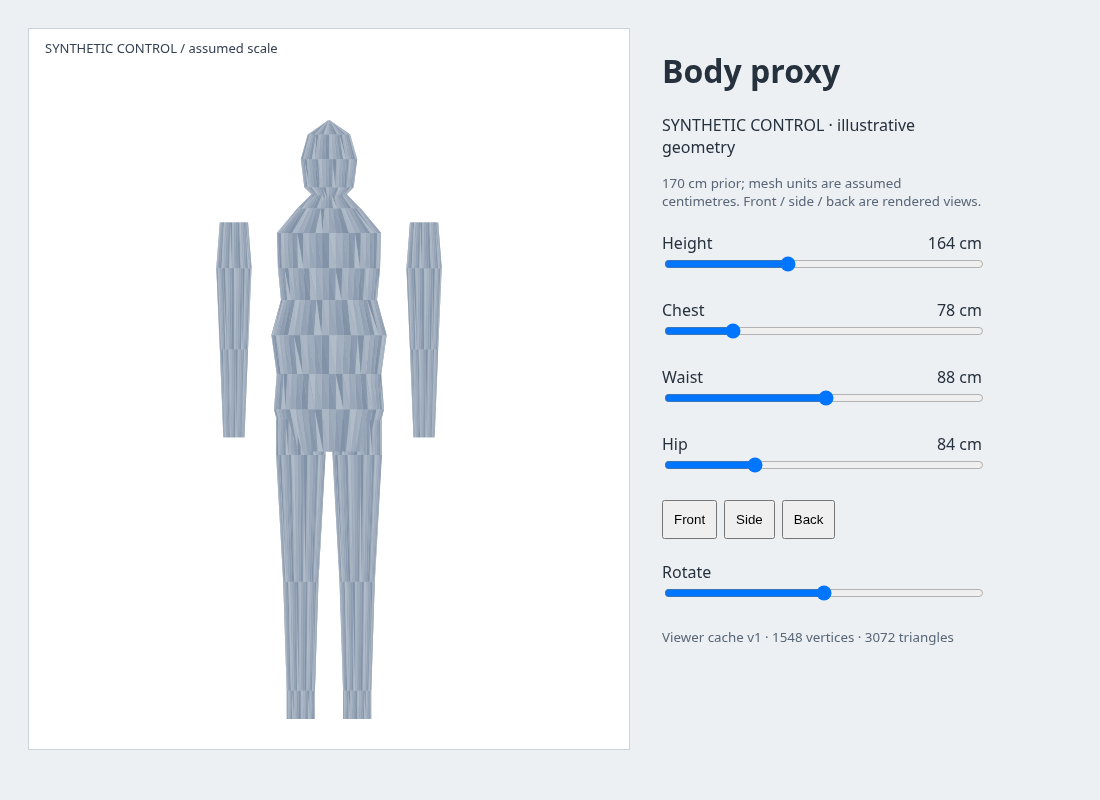 SYNTHETIC CONTROL / assumed scale
Body proxy
SYNTHETIC CONTROL · illustrative
geometry
170 cm prior; mesh units are assumed
centimetres. Front / side / back are rendered views.
Height 164 cm
Chest 78 cm
Waist 88 cm
Hip 84 cm
Front Side Back
Rotate
Viewer cache v1 · 1548 vertices · 3072 triangles